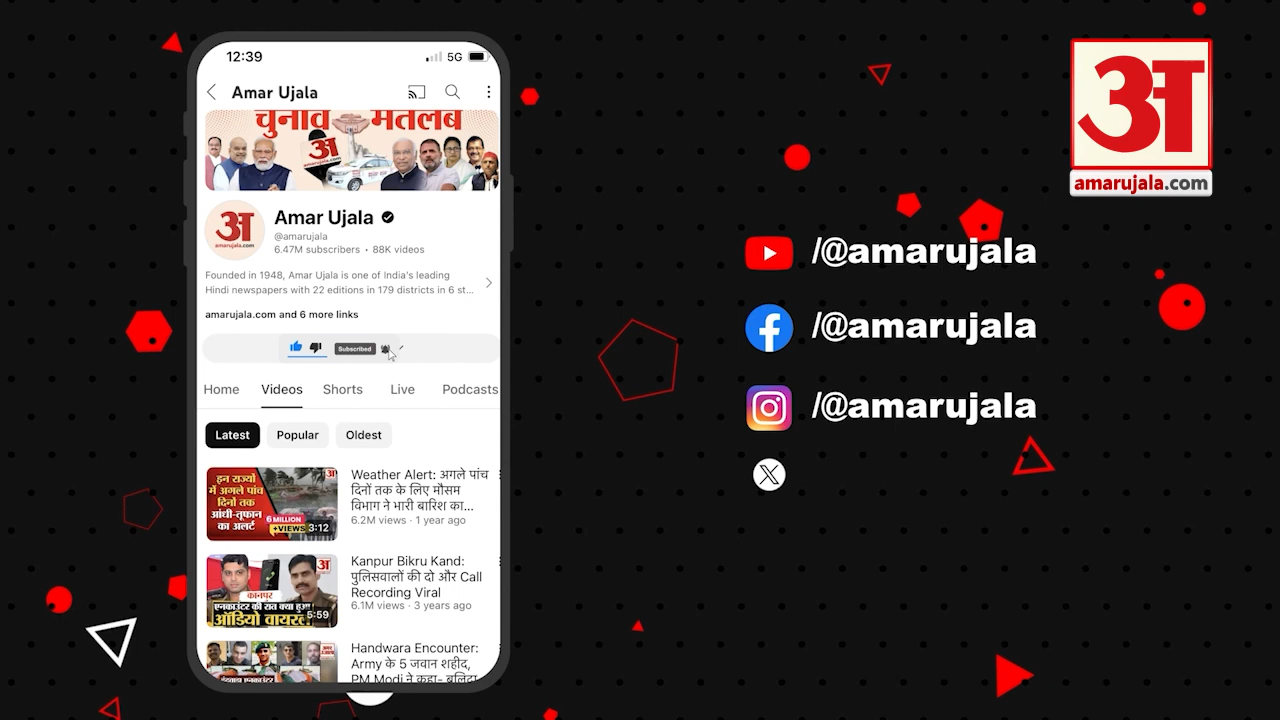 12:39
5G
Amar Ujala
चुनाव मतलब
अ
amarujala.com
अ
amarujala.com
Amar Ujala
@amarujala
6.47M subscribers • 88K videos
Founded in 1948, Amar Ujala is one of India's leading
Hindi newspapers with 22 editions in 179 districts in 6 st...
amarujala.com and 6 more links
Subscribed
Home Videos Shorts Live Podcasts
Latest Popular Oldest
इन राज्यों
में अगले पांच
दिनों तक
आंधी-तूफान
का अलर्ट
अ
6 MILLION
+VIEWS
3:12
Weather Alert: अगले पांच
दिनों तक के लिए मौसम
विभाग ने भारी बारिश का...
6.2M views · 1 year ago
अ
कानपुर
एनकाउंटर की रात क्या हुआ
ऑडियो वायरल
5:59
Kanpur Bikru Kand:
पुलिसवालों की दो और Call
Recording Viral
6.1M views · 3 years ago
Handwara Encounter:
Army के 5 जवान शहीद,
PM Modi ने कहा- बलिदा
अ
amarujala.com
/@amarujala
/@amarujala
/@amarujala